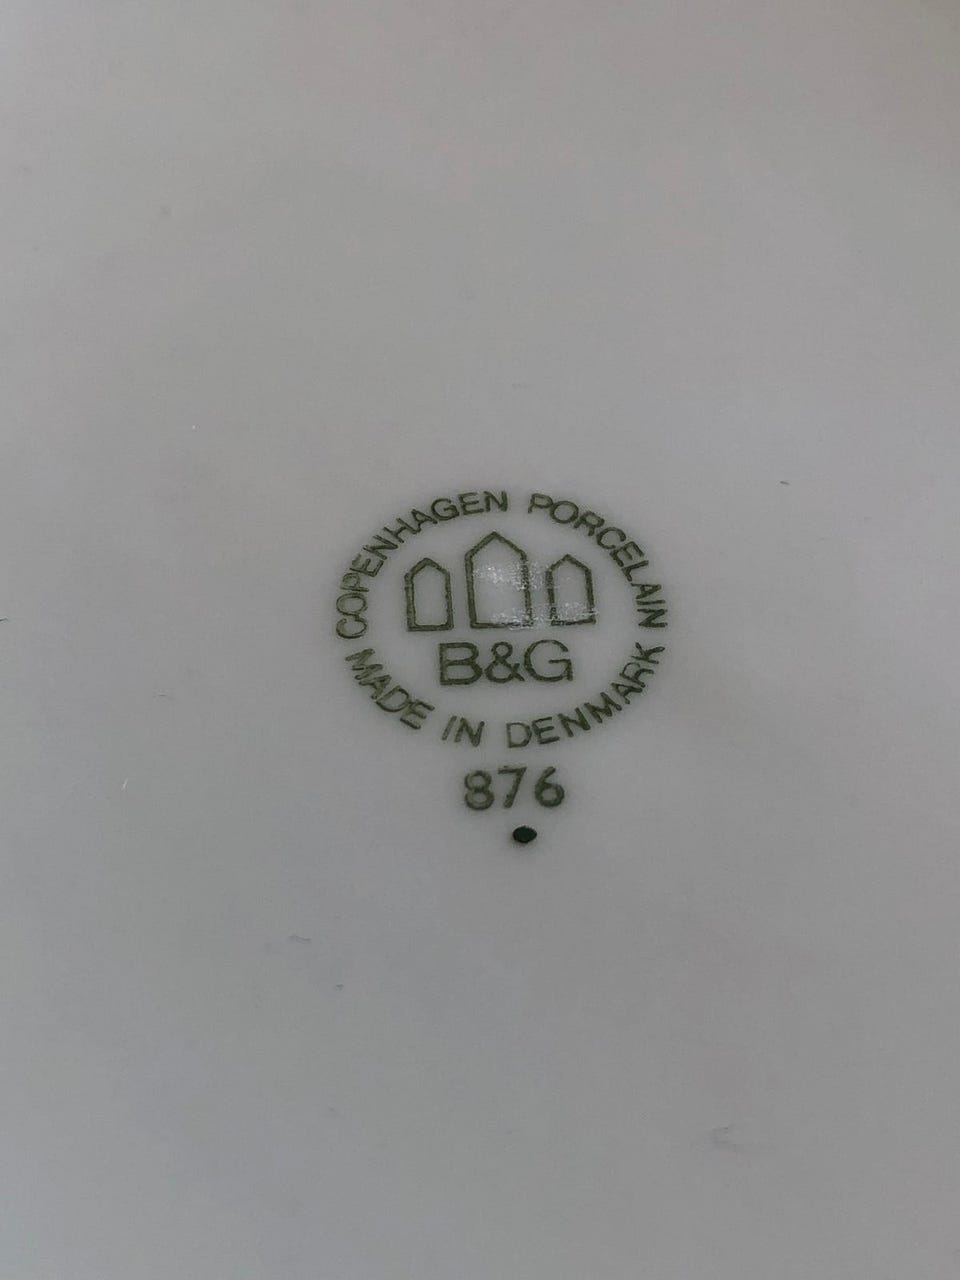 COPENHAGEN PORCELAIN
B&G
MADE IN DENMARK
876